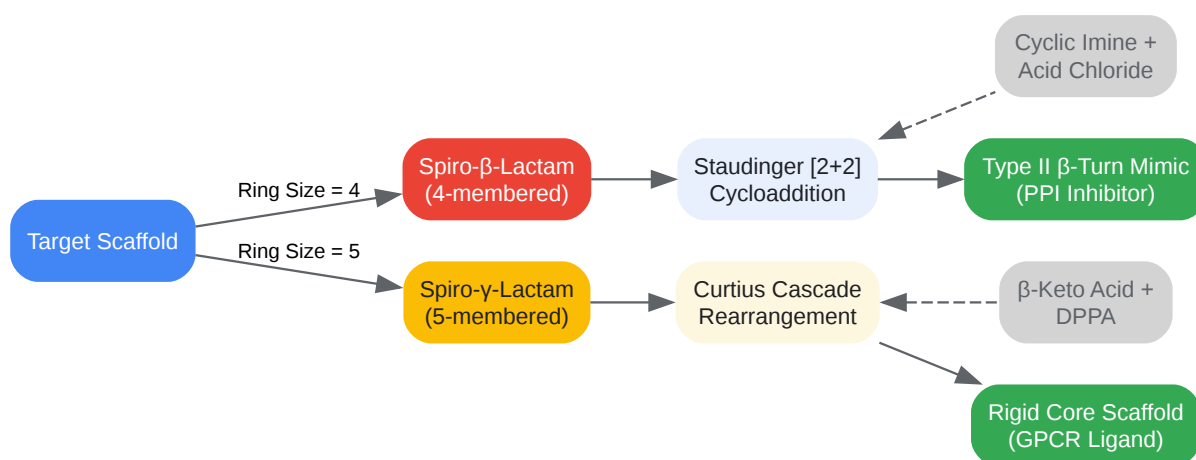 Target Scaffold
Ring Size = 4
Ring Size = 5
Spiro-β-Lactam
(4-membered)
Spiro-γ-Lactam
(5-membered)
Staudinger [2+2]
Cycloaddition
Curtius Cascade
Rearrangement
Cyclic Imine +
Acid Chloride
Type II β-Turn Mimic
(PPI Inhibitor)
β-Keto Acid +
DPPA
Rigid Core Scaffold
(GPCR Ligand)